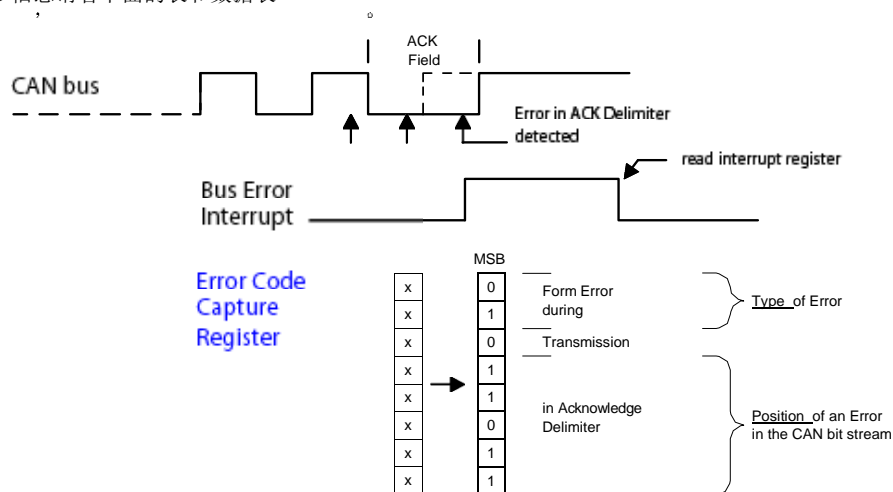 ，
。
ACK
Field
CAN bus
Error in ACK Delimiter
detected
read interrupt register
Bus Error
Interrupt
MSB
Error Code
Capture
Register
x
x
x
x
x
x
x
x
0
1
0
1
1
0
1
1
Form Error
during
Transmission
in Acknowledge
Delimiter
Type of Error
Position of an Error
in the CAN bit stream